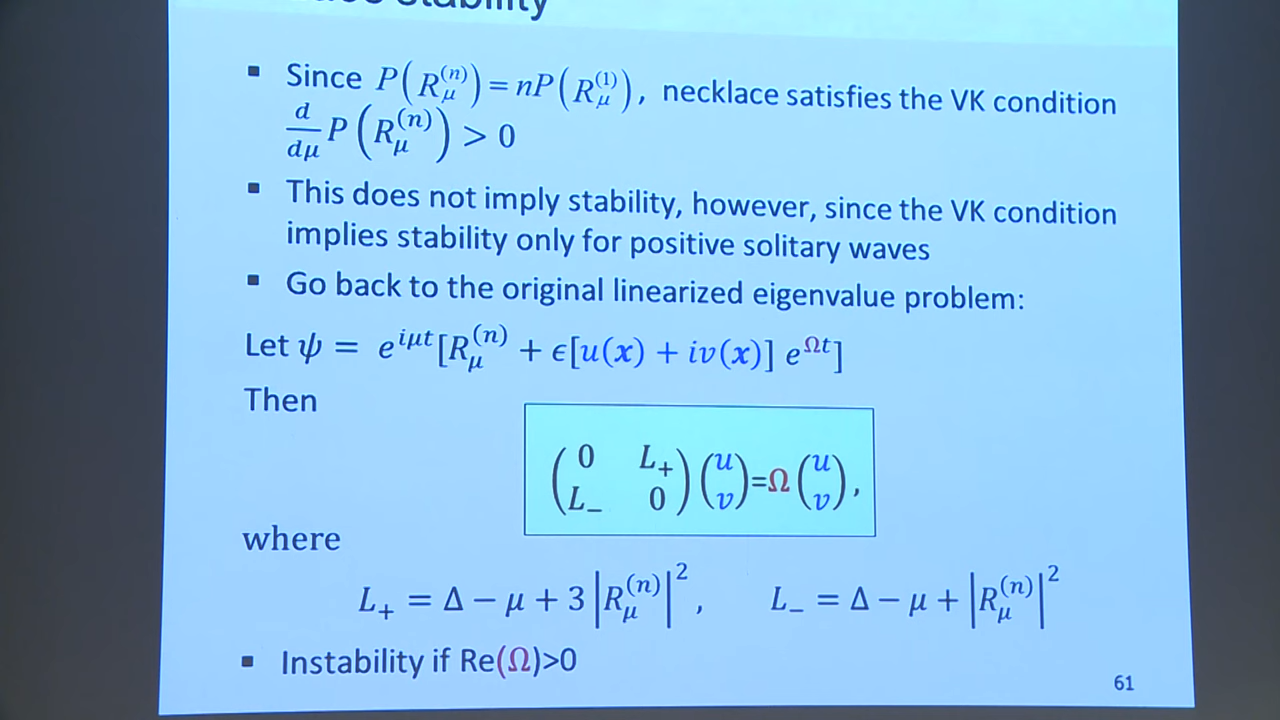 stability
▪ Since P(R_μ^(n)) = nP(R_μ^(1)), necklace satisfies the VK condition
d/dμ P(R_μ^(n)) > 0
▪ This does not imply stability, however, since the VK condition
implies stability only for positive solitary waves
▪ Go back to the original linearized eigenvalue problem:
Let ψ = e^{iμt}[R_μ^(n) + ϵ[u(x) + iv(x)] e^{Ωt}]
Then
(0 L₊ L₋ 0)(u v)=Ω(u v),
where
L₊ = Δ − μ + 3|R_μ^(n)|², L₋ = Δ − μ + |R_μ^(n)|²
▪ Instability if Re(Ω)>0
61